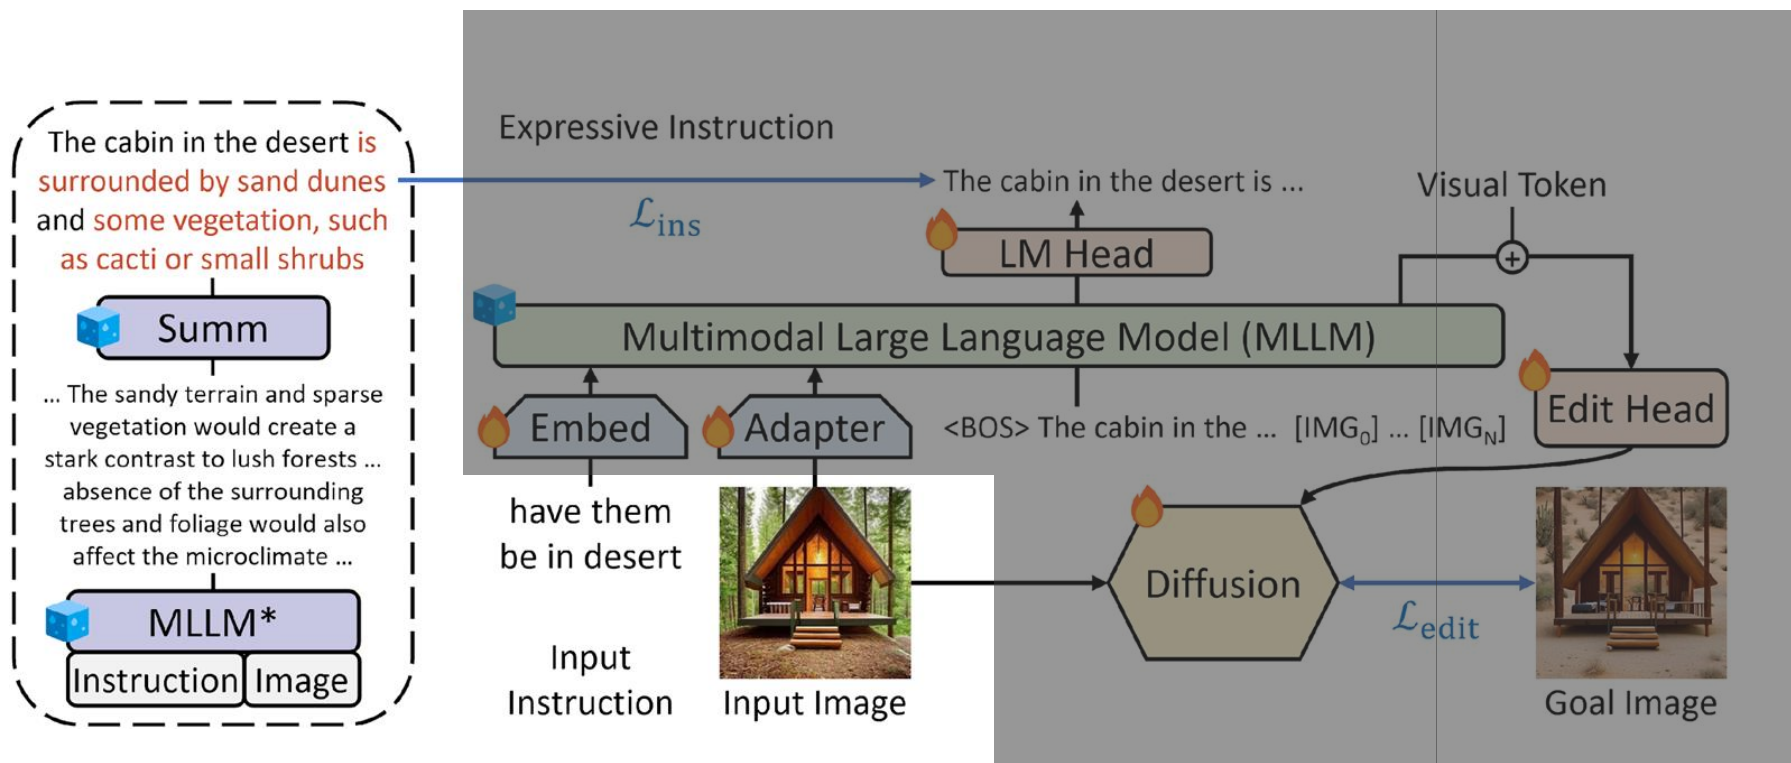 The cabin in the desert is
surrounded by sand dunes
and some vegetation, such
as cacti or small shrubs
Summ
... The sandy terrain and sparse
vegetation would create a
stark contrast to lush forests ...
absence of the surrounding
trees and foliage would also
affect the microclimate ...
MLLM*
Instruction
Image
Expressive Instruction
ℒins
The cabin in the desert is ...
Visual Token
+
LM Head
Multimodal Large Language Model (MLLM)
Embed
Adapter
<BOS> The cabin in the ... [IMG0] ... [IMGN]
Edit Head
have them
be in desert
Input
Instruction
Input Image
Diffusion
ℒedit
Goal Image